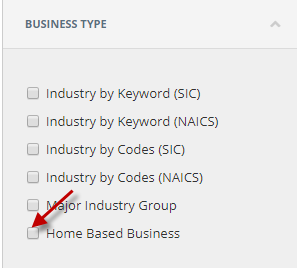 BUSINESS TYPE
Industry by Keyword (SIC)
Industry by Keyword (NAICS)
Industry by Codes (SIC)
Industry by Codes (NAICS)
Major Industry Group
Home Based Business